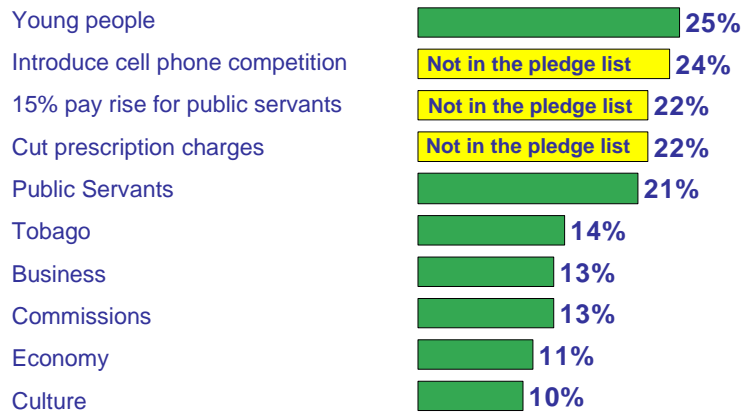 Young people 25%
Introduce cell phone competition Not in the pledge list 24%
15% pay rise for public servants Not in the pledge list 22%
Cut prescription charges Not in the pledge list 22%
Public Servants 21%
Tobago 14%
Business 13%
Commissions 13%
Economy 11%
Culture 10%